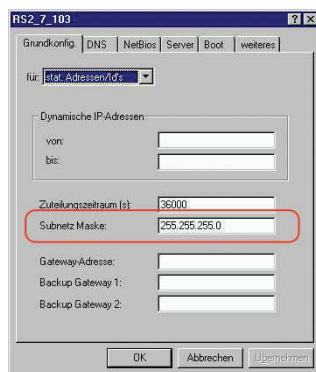 RS2_7_103
Grundkonfig. DNS NetBios Server Boot weiteres
für: stat. Adressen/Id's
Dynamische IP-Adressen
von:
bis:
Zuteilungszeitraum (s): 36000
Subnetz Maske: 255.255.255.0
Gateway-Adresse:
Backup Gateway 1:
Backup Gateway 2:
OK Abbrechen Übernehmen